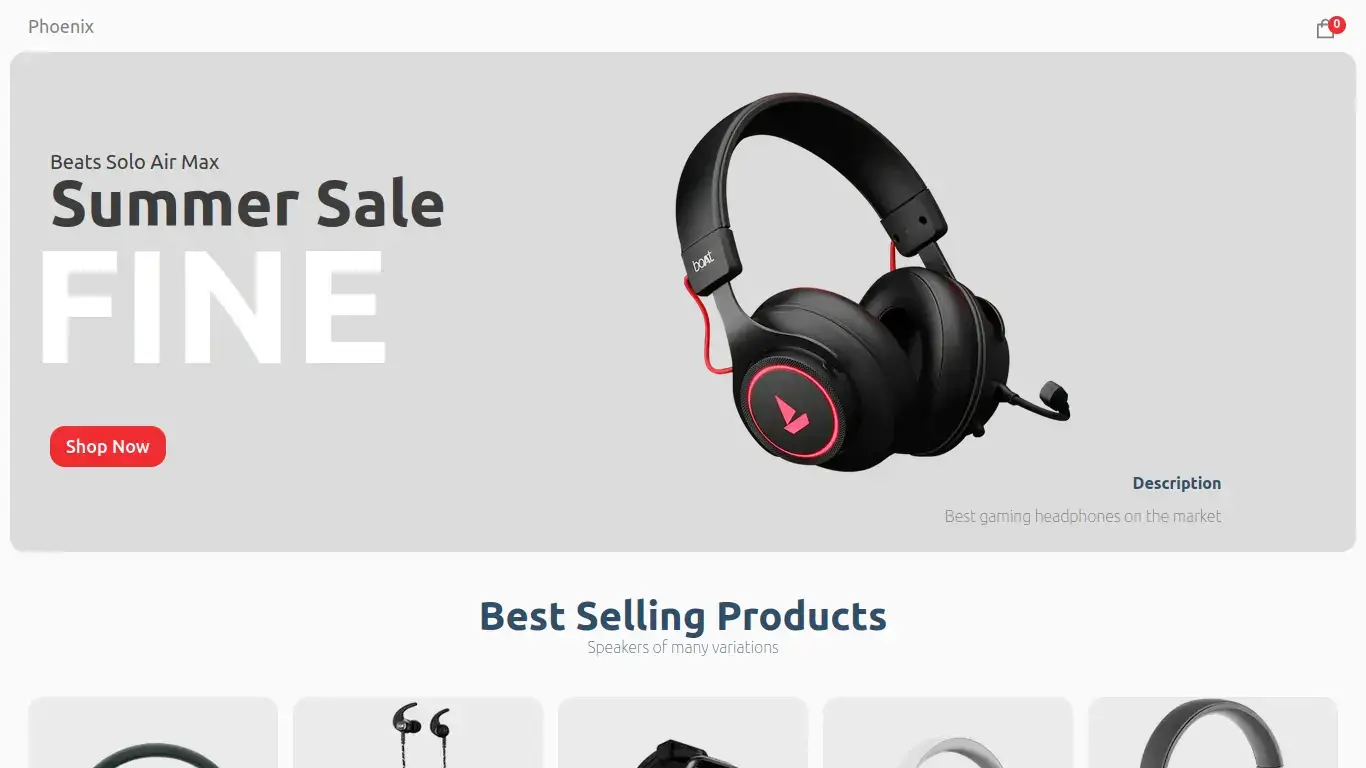 Phoenix
0
Beats Solo Air Max
Summer Sale
FINE
boAt
Shop Now
Description
Best gaming headphones on the market
Best Selling Products
Speakers of many variations